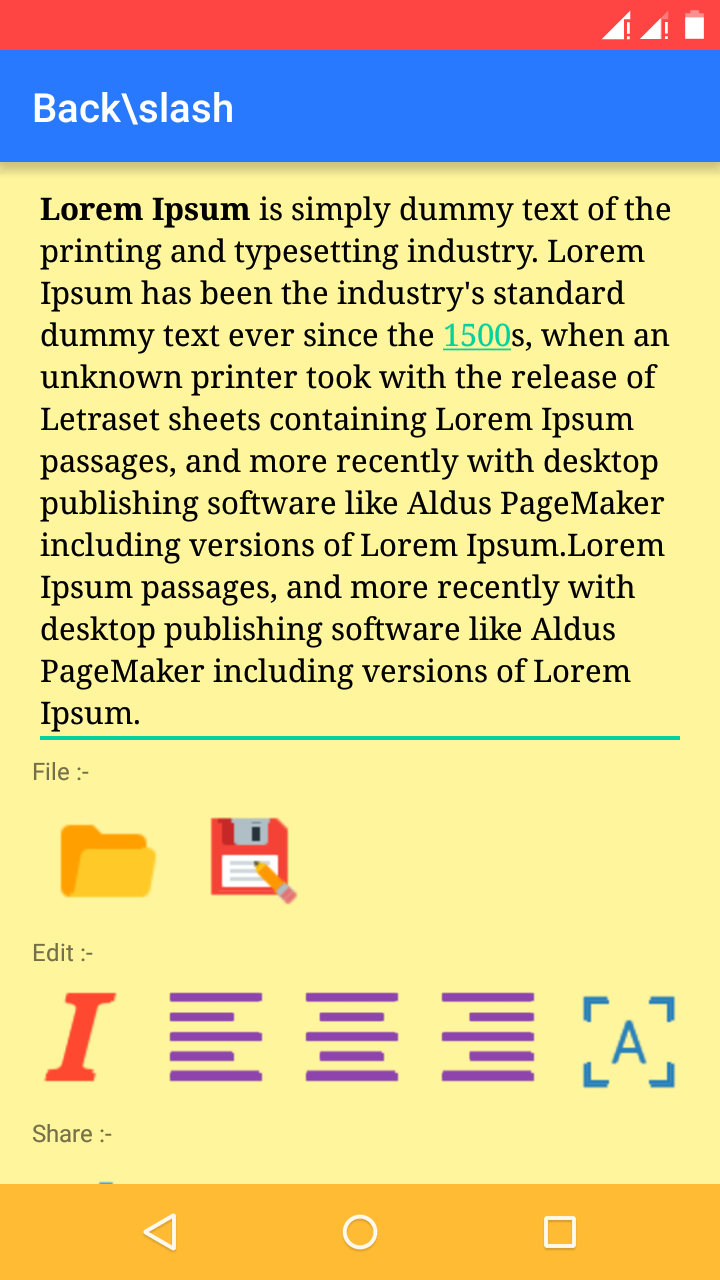 Back\slash
Lorem Ipsum is simply dummy text of the
printing and typesetting industry. Lorem
Ipsum has been the industry's standard
dummy text ever since the 1500s, when an
unknown printer took with the release of
Letraset sheets containing Lorem Ipsum
passages, and more recently with desktop
publishing software like Aldus PageMaker
including versions of Lorem Ipsum.Lorem
Ipsum passages, and more recently with
desktop publishing software like Aldus
PageMaker including versions of Lorem
Ipsum.
File :-
Edit :-
I
A
Share :-